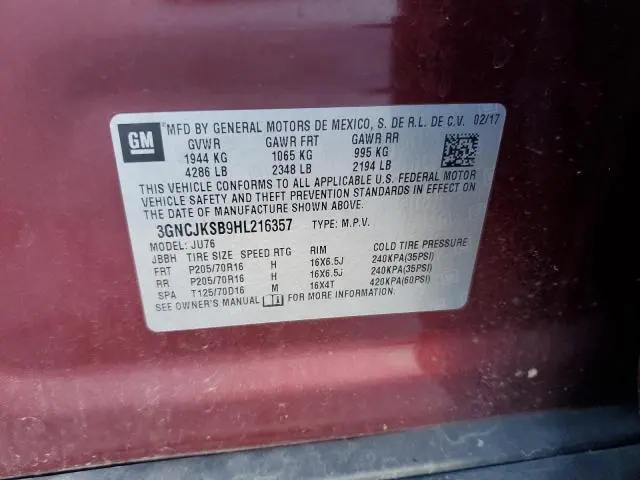 GM
MFD BY GENERAL MOTORS DE MEXICO, S. DE R.L. DE C.V. 02/17
GVWR GAWR FRT GAWR RR
1944 KG 1065 KG 995 KG
4286 LB 2348 LB 2194 LB
THIS VEHICLE CONFORMS TO ALL APPLICABLE U.S. FEDERAL MOTOR
VEHICLE SAFETY AND THEFT PREVENTION STANDARDS IN EFFECT ON THE DATE
OF MANUFACTURE SHOWN ABOVE.
3GNCJKSB9HL216357 TYPE: M.P.V.
MODEL: JU76
JBBH TIRE SIZE SPEED RTG RIM COLD TIRE PRESSURE
FRT P205/70R16 H 16X6.5J 240KPA(35PSI)
RR P205/70R16 H 16X6.5J 240KPA(35PSI)
SPA T125/70D16 M 16X4T 420KPA(60PSI)
SEE OWNER'S MANUAL FOR MORE INFORMATION